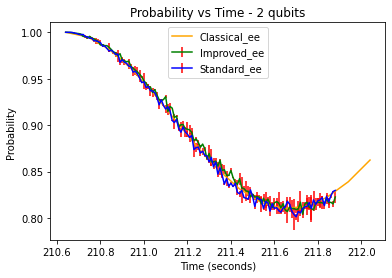 Probability vs Time - 2 qubits
Classical_ee
Improved_ee
Standard_ee
Probability
1.00
0.95
0.90
0.85
0.80
210.6 210.8 211.0 211.2 211.4 211.6 211.8 212.0
Time (seconds)